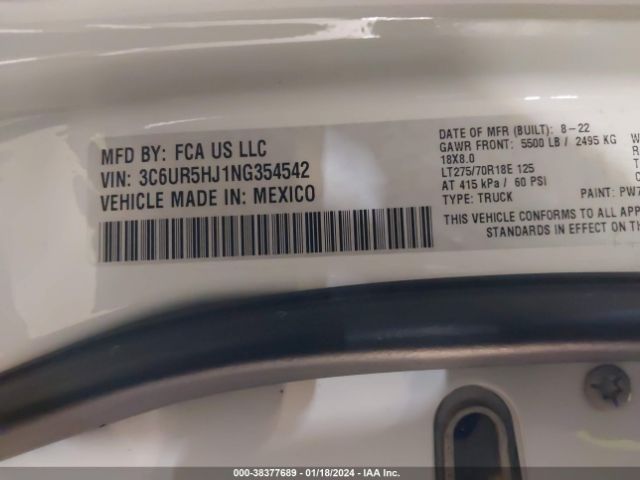 MFD BY: FCA US LLC
VIN: 3C6UR5HJ1NG354542
VEHICLE MADE IN: MEXICO
DATE OF MFR (BUILT): 8-22
GAWR FRONT: 5500 LB / 2495 KG
18X8.0
LT275/70R18E 125
AT 415 kPa / 60 PSI
TYPE: TRUCK PAINT: PW7
THIS VEHICLE CONFORMS TO ALL APP
STANDARDS IN EFFECT ON
000-38377689 - 01/18/2024 - IAA Inc.